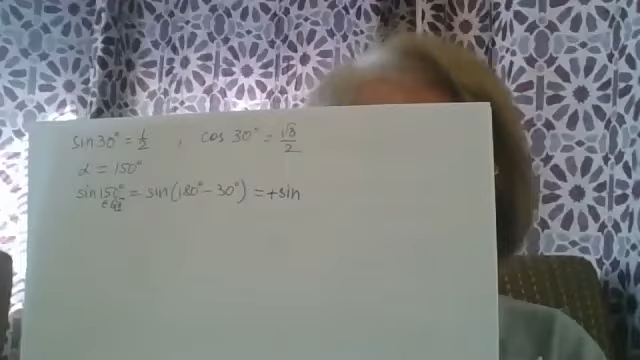 sin 30° = 1/2 , cos 30° = √3/2
α = 150°
sin 150° = sin(180° - 30°) = + sin